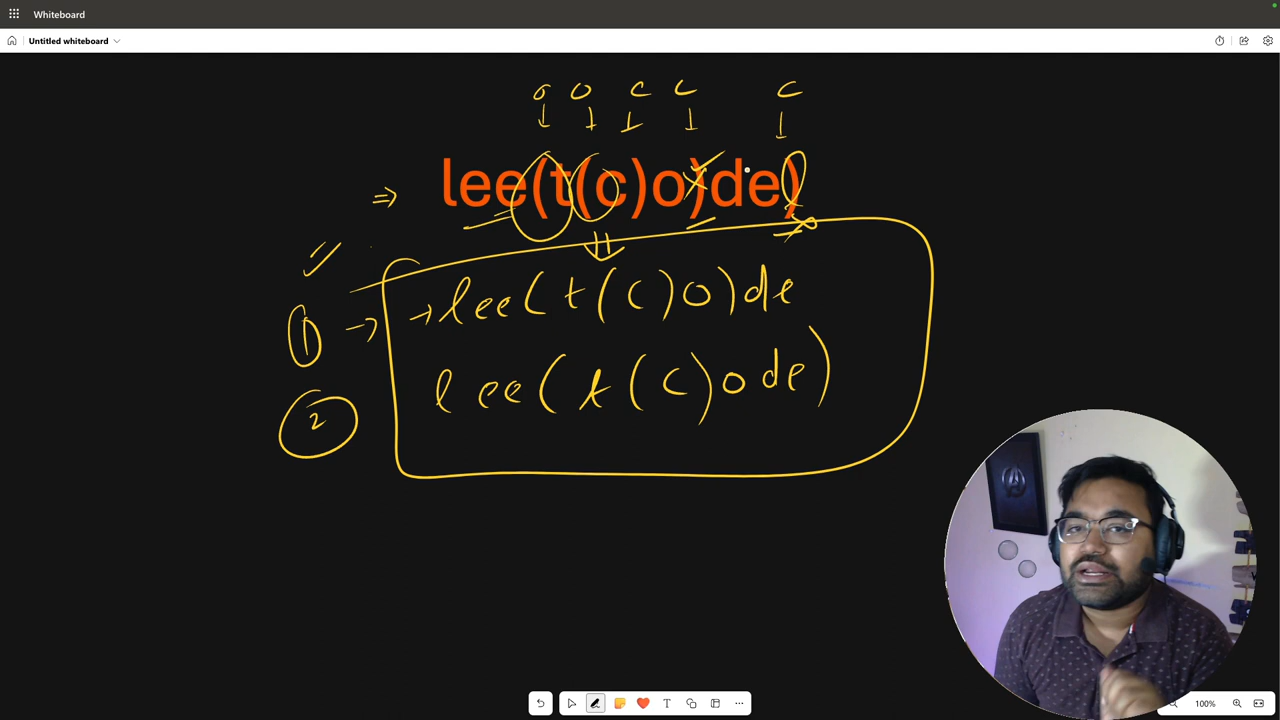 Whiteboard
Untitled whiteboard
o o c c c
lee(t(c)o)de)
① → lee(t(c)o)de
② lee(t(c)ode)
T
100%